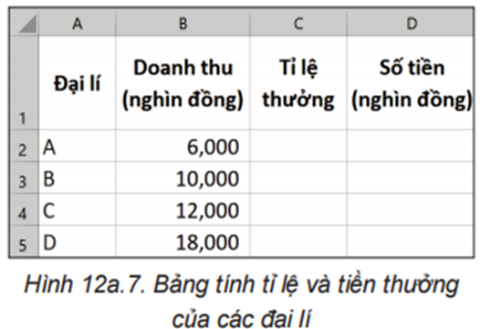 A B C D
1 Đại lí Doanh thu (nghìn đồng) Tỉ lệ thưởng Số tiền (nghìn đồng)
2 A 6,000
3 B 10,000
4 C 12,000
5 D 18,000
Hình 12a.7. Bảng tính tỉ lệ và tiền thưởng
của các đai lí